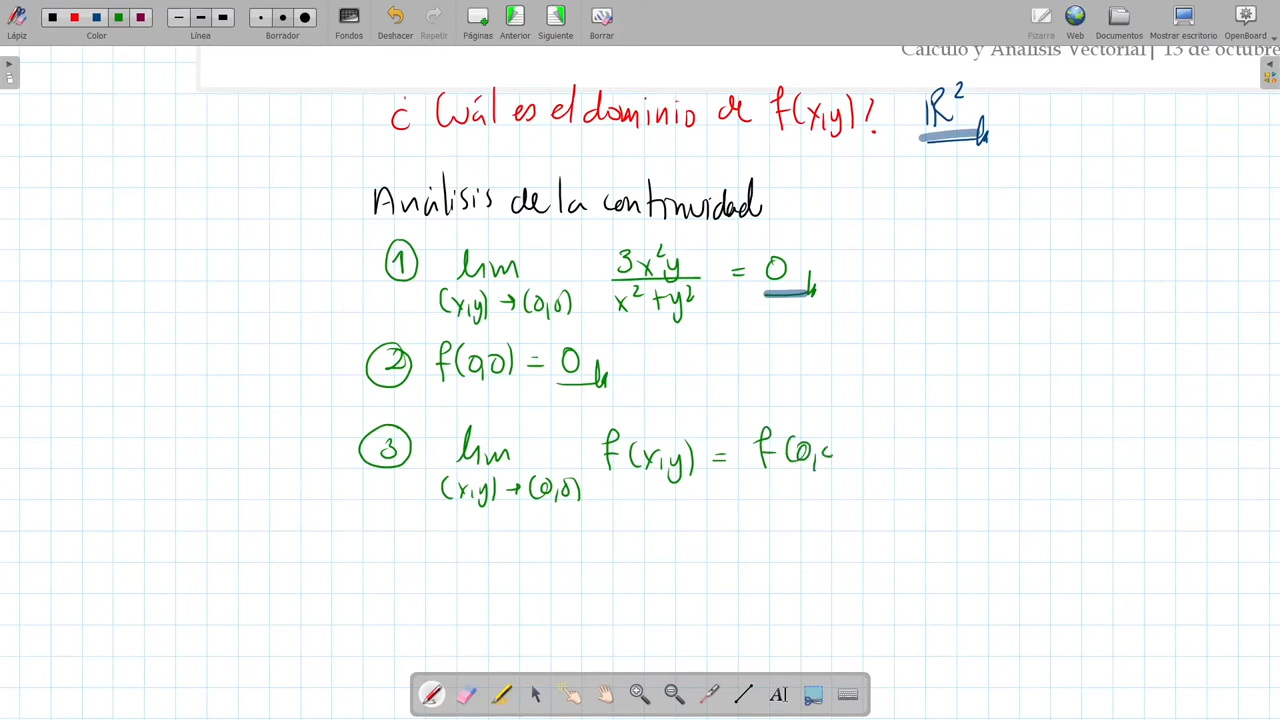 Lápiz Color Línea Borrador Fondos Deshacer Repetir Páginas Anterior Siguiente Borrar Pizarra Web Documentos Mostrar escritorio OpenBoard
Cálculo y Análisis Vectorial| 13 de octubre
¿ Cuál es el dominio de f(x,y)? ℝ²
Análisis de la continuidad
① lim (x,y)→(0,0) 3x²y / x²+y² = 0
② f(0,0) = 0
③ lim (x,y)→(0,0) f(x,y) = f(0,